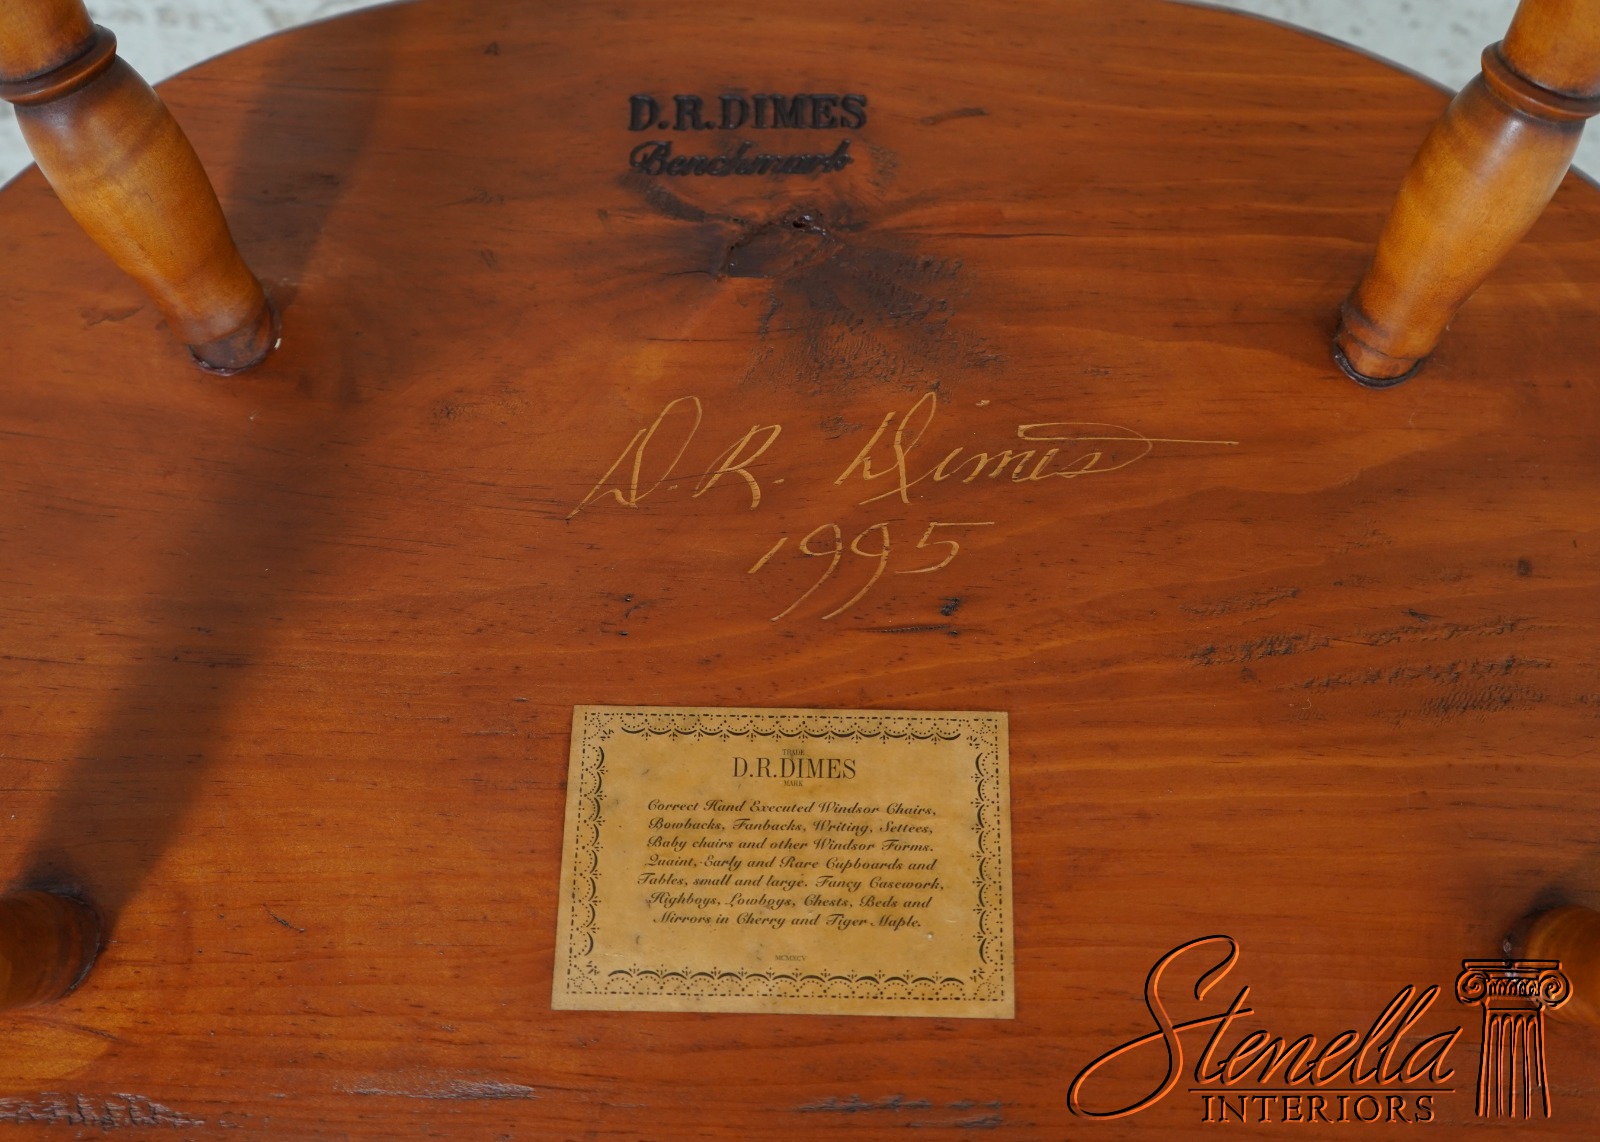 D.R.DIMES
Benchmark
D. R. Dimes
1995
TRADE
D.R.DIMES
MARK
Correct Hand Executed Windsor Chairs,
Bowbacks, Fanbacks, Writing, Settees,
Baby chairs and other Windsor Forms.
Quaint, Early and Rare Cupboards and
Tables, small and large. Fancy Casework,
Highboys, Lowboys, Chests, Beds and
Mirrors in Cherry and Tiger Maple.
MCMXCV
Stenella
INTERIORS